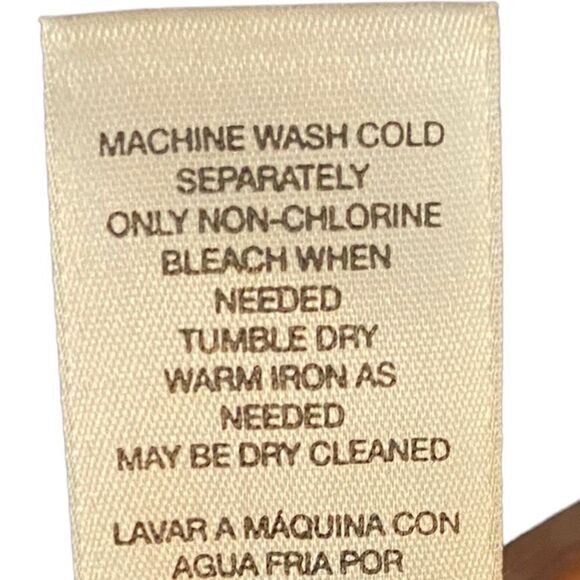 MACHINE WASH COLD
SEPARATELY
ONLY NON-CHLORINE
BLEACH WHEN
NEEDED
TUMBLE DRY
WARM IRON AS
NEEDED
MAY BE DRY CLEANED
LAVAR A MÁQUINA CON
AGUA FRIA POR